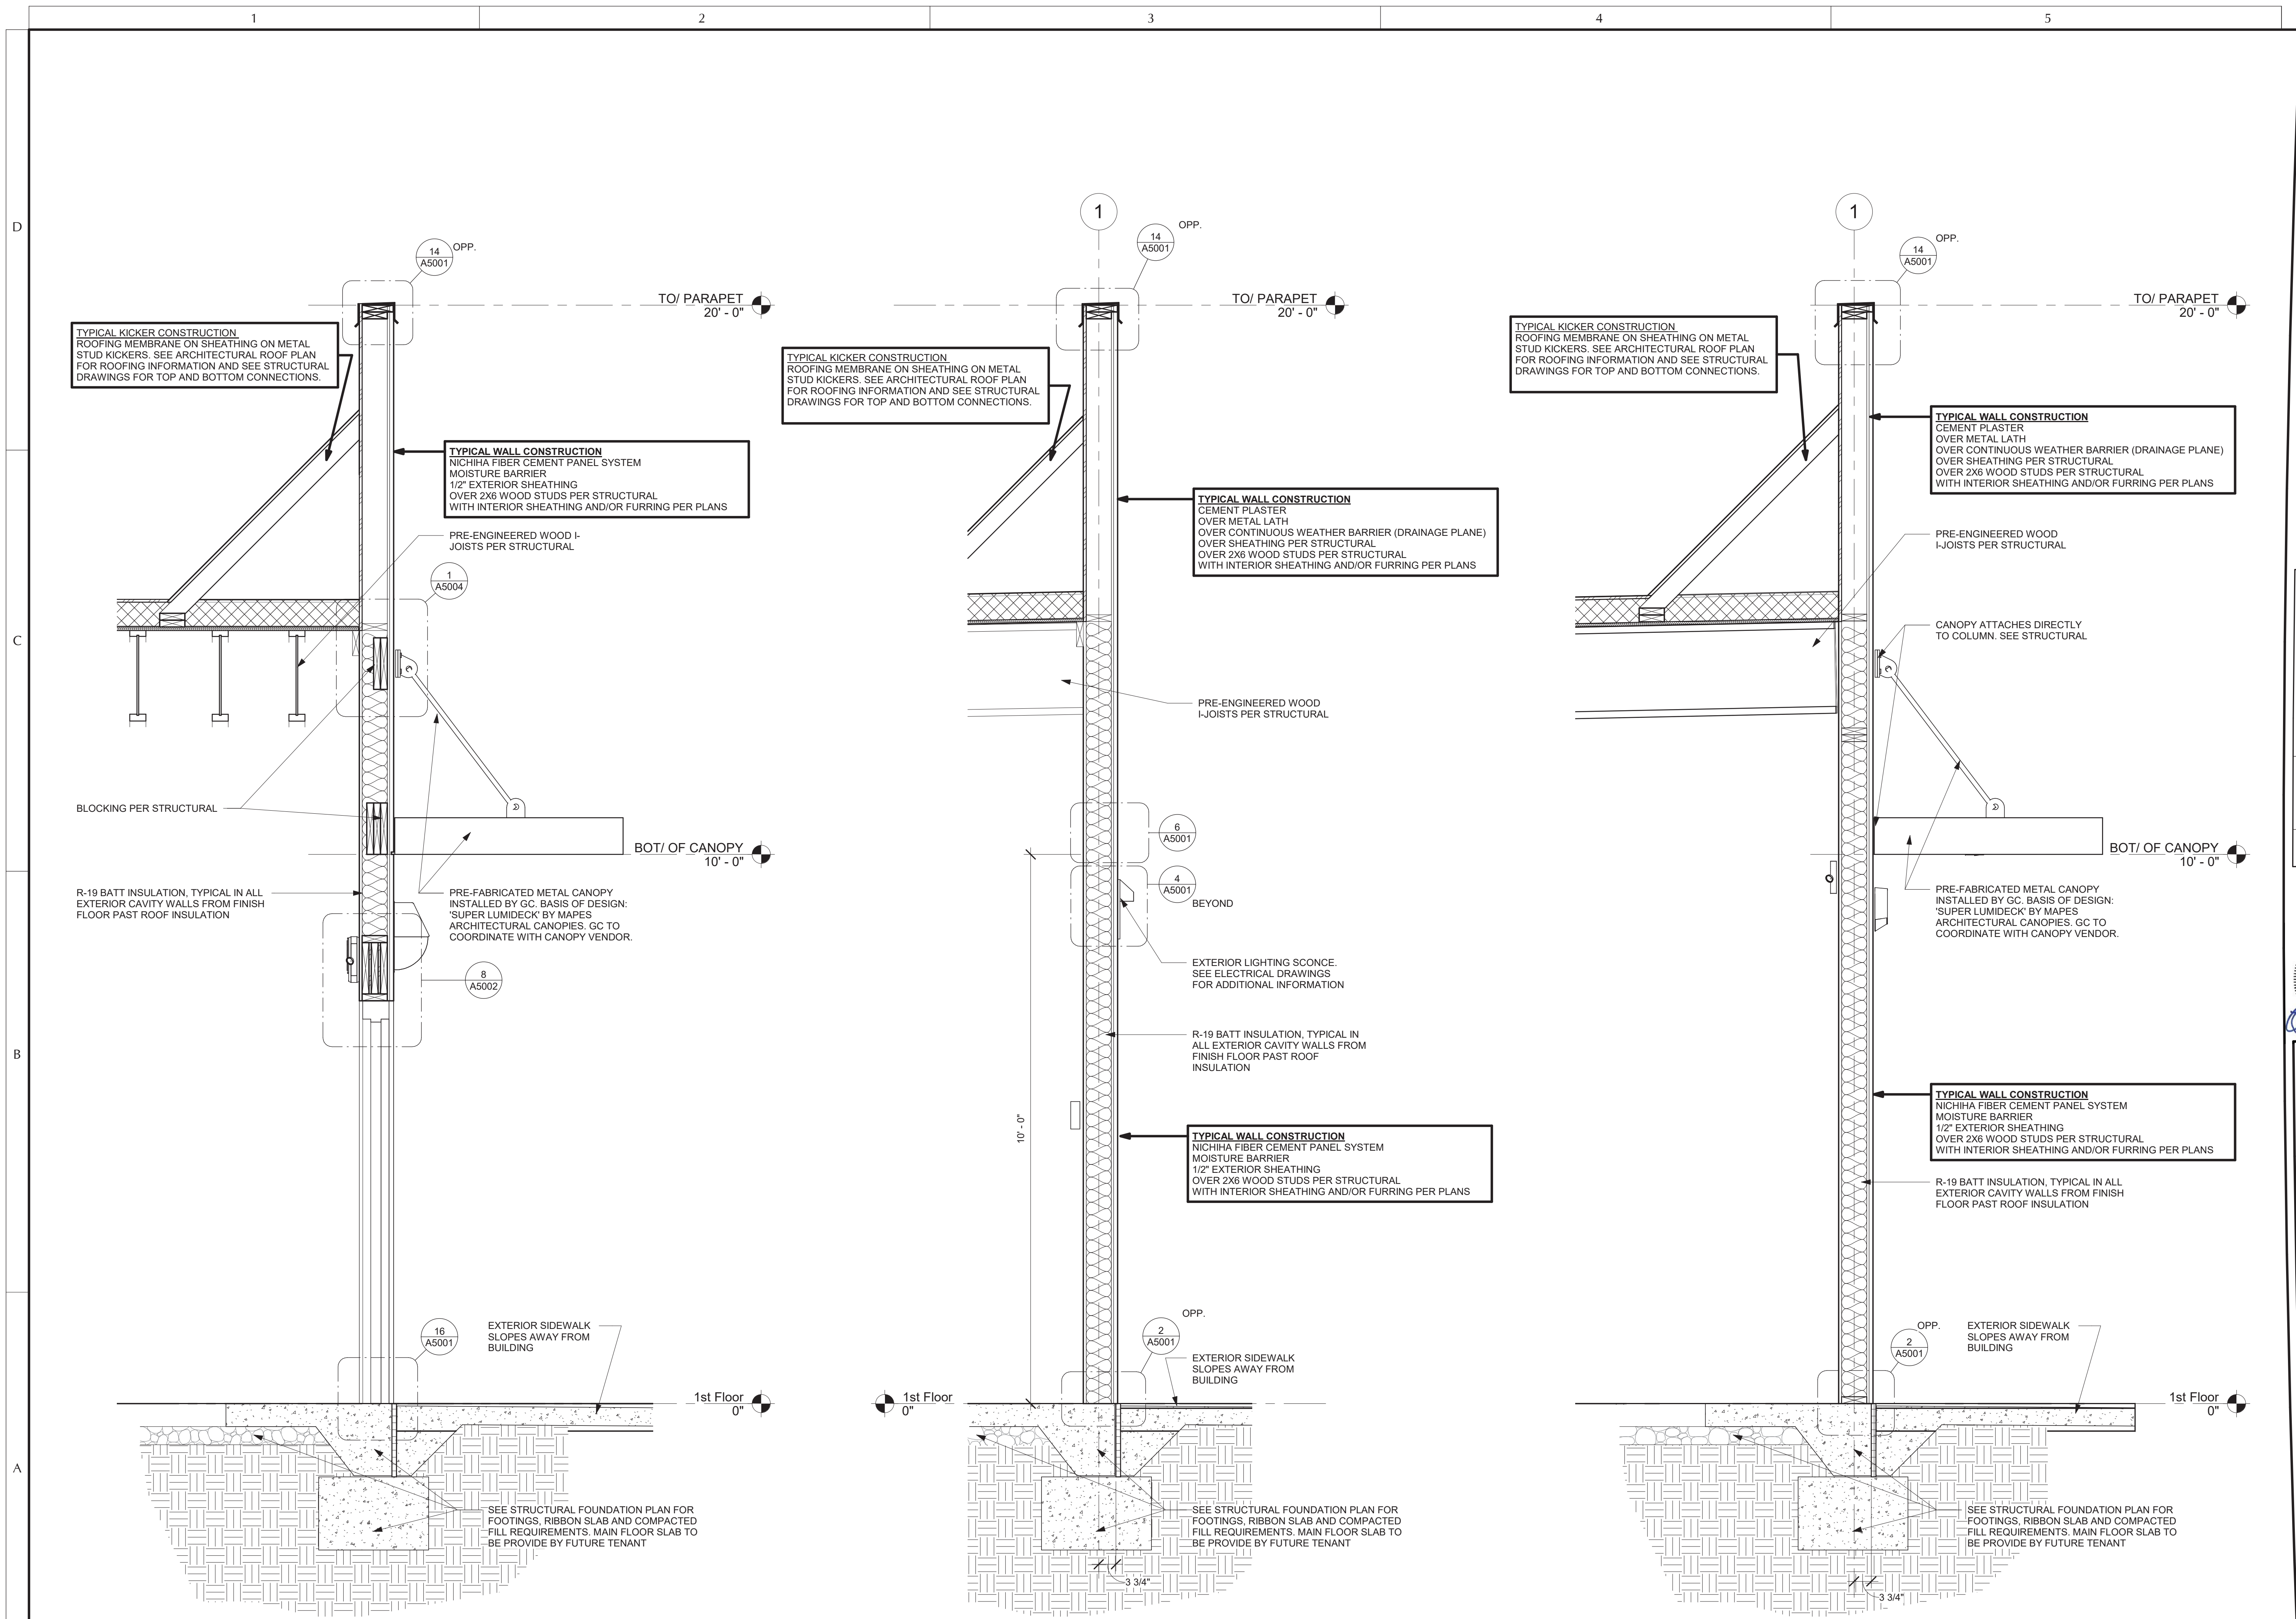 1
2
3
4
5
D
C
B
A
14
A5001
OPP.
TO/ PARAPET
20' - 0"
TYPICAL KICKER CONSTRUCTION
ROOFING MEMBRANE ON SHEATHING ON METAL
STUD KICKERS. SEE ARCHITECTURAL ROOF PLAN
FOR ROOFING INFORMATION AND SEE STRUCTURAL
DRAWINGS FOR TOP AND BOTTOM CONNECTIONS.
TYPICAL WALL CONSTRUCTION
NICHIHA FIBER CEMENT PANEL SYSTEM
MOISTURE BARRIER
1/2" EXTERIOR SHEATHING
OVER 2X6 WOOD STUDS PER STRUCTURAL
WITH INTERIOR SHEATHING AND/OR FURRING PER PLANS
PRE-ENGINEERED WOOD I-
JOISTS PER STRUCTURAL
1
A5004
BLOCKING PER STRUCTURAL
BOT/ OF CANOPY
10' - 0"
R-19 BATT INSULATION, TYPICAL IN ALL
EXTERIOR CAVITY WALLS FROM FINISH
FLOOR PAST ROOF INSULATION
PRE-FABRICATED METAL CANOPY
INSTALLED BY GC. BASIS OF DESIGN:
'SUPER LUMIDECK' BY MAPES
ARCHITECTURAL CANOPIES. GC TO
COORDINATE WITH CANOPY VENDOR.
8
A5002
16
A5001
EXTERIOR SIDEWALK
SLOPES AWAY FROM
BUILDING
1st Floor
0"
SEE STRUCTURAL FOUNDATION PLAN FOR
FOOTINGS, RIBBON SLAB AND COMPACTED
FILL REQUIREMENTS. MAIN FLOOR SLAB TO
BE PROVIDE BY FUTURE TENANT
1
14
A5001
OPP.
TO/ PARAPET
20' - 0"
TYPICAL KICKER CONSTRUCTION
ROOFING MEMBRANE ON SHEATHING ON METAL
STUD KICKERS. SEE ARCHITECTURAL ROOF PLAN
FOR ROOFING INFORMATION AND SEE STRUCTURAL
DRAWINGS FOR TOP AND BOTTOM CONNECTIONS.
TYPICAL WALL CONSTRUCTION
CEMENT PLASTER
OVER METAL LATH
OVER CONTINUOUS WEATHER BARRIER (DRAINAGE PLANE)
OVER SHEATHING PER STRUCTURAL
OVER 2X6 WOOD STUDS PER STRUCTURAL
WITH INTERIOR SHEATHING AND/OR FURRING PER PLANS
PRE-ENGINEERED WOOD
I-JOISTS PER STRUCTURAL
6
A5001
4
A5001
BEYOND
EXTERIOR LIGHTING SCONCE.
SEE ELECTRICAL DRAWINGS
FOR ADDITIONAL INFORMATION
R-19 BATT INSULATION, TYPICAL IN
ALL EXTERIOR CAVITY WALLS FROM
FINISH FLOOR PAST ROOF
INSULATION
10' - 0"
TYPICAL WALL CONSTRUCTION
NICHIHA FIBER CEMENT PANEL SYSTEM
MOISTURE BARRIER
1/2" EXTERIOR SHEATHING
OVER 2X6 WOOD STUDS PER STRUCTURAL
WITH INTERIOR SHEATHING AND/OR FURRING PER PLANS
OPP.
2
A5001
EXTERIOR SIDEWALK
SLOPES AWAY FROM
BUILDING
1st Floor
0"
SEE STRUCTURAL FOUNDATION PLAN FOR
FOOTINGS, RIBBON SLAB AND COMPACTED
FILL REQUIREMENTS. MAIN FLOOR SLAB TO
BE PROVIDE BY FUTURE TENANT
3 3/4"
1
14
A5001
OPP.
TO/ PARAPET
20' - 0"
TYPICAL KICKER CONSTRUCTION
ROOFING MEMBRANE ON SHEATHING ON METAL
STUD KICKERS. SEE ARCHITECTURAL ROOF PLAN
FOR ROOFING INFORMATION AND SEE STRUCTURAL
DRAWINGS FOR TOP AND BOTTOM CONNECTIONS.
TYPICAL WALL CONSTRUCTION
CEMENT PLASTER
OVER METAL LATH
OVER CONTINUOUS WEATHER BARRIER (DRAINAGE PLANE)
OVER SHEATHING PER STRUCTURAL
OVER 2X6 WOOD STUDS PER STRUCTURAL
WITH INTERIOR SHEATHING AND/OR FURRING PER PLANS
PRE-ENGINEERED WOOD
I-JOISTS PER STRUCTURAL
CANOPY ATTACHES DIRECTLY
TO COLUMN. SEE STRUCTURAL
BOT/ OF CANOPY
10' - 0"
PRE-FABRICATED METAL CANOPY
INSTALLED BY GC. BASIS OF DESIGN:
'SUPER LUMIDECK' BY MAPES
ARCHITECTURAL CANOPIES. GC TO
COORDINATE WITH CANOPY VENDOR.
TYPICAL WALL CONSTRUCTION
NICHIHA FIBER CEMENT PANEL SYSTEM
MOISTURE BARRIER
1/2" EXTERIOR SHEATHING
OVER 2X6 WOOD STUDS PER STRUCTURAL
WITH INTERIOR SHEATHING AND/OR FURRING PER PLANS
R-19 BATT INSULATION, TYPICAL IN ALL
EXTERIOR CAVITY WALLS FROM FINISH
FLOOR PAST ROOF INSULATION
OPP.
2
A5001
EXTERIOR SIDEWALK
SLOPES AWAY FROM
BUILDING
1st Floor
0"
SEE STRUCTURAL FOUNDATION PLAN FOR
FOOTINGS, RIBBON SLAB AND COMPACTED
FILL REQUIREMENTS. MAIN FLOOR SLAB TO
BE PROVIDE BY FUTURE TENANT
3 3/4"